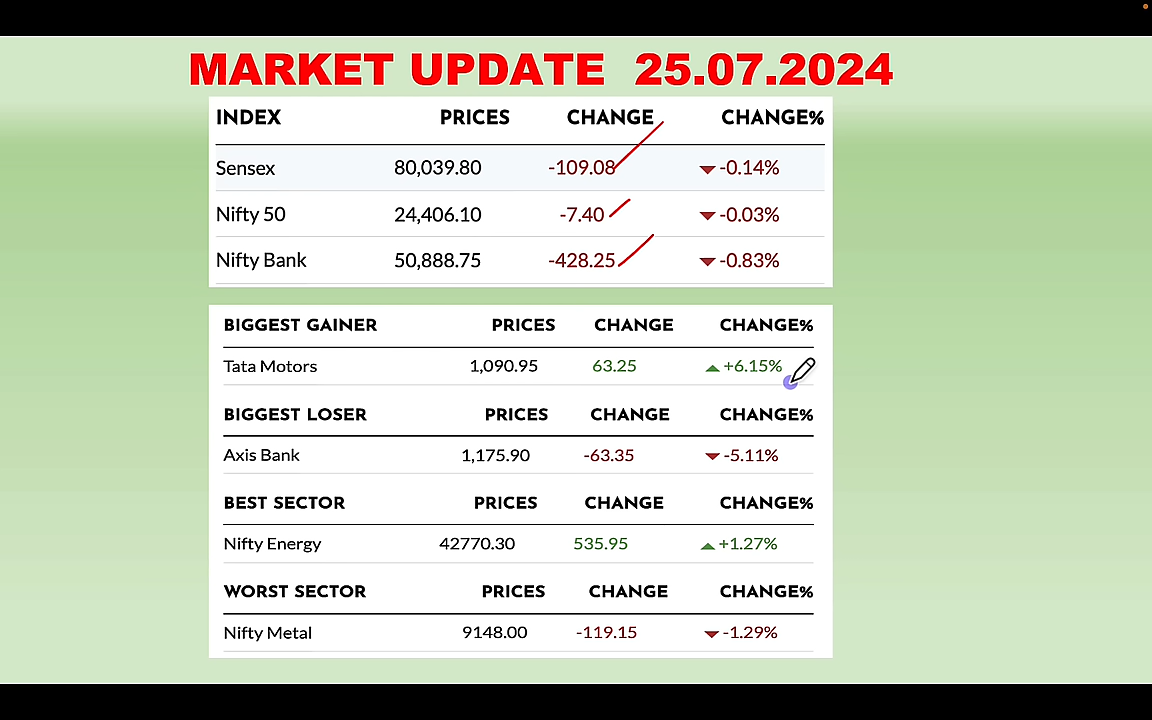 MARKET UPDATE 25.07.2024
INDEX PRICES CHANGE CHANGE%
Sensex 80,039.80 -109.08 -0.14%
Nifty 50 24,406.10 -7.40 -0.03%
Nifty Bank 50,888.75 -428.25 -0.83%
BIGGEST GAINER PRICES CHANGE CHANGE%
Tata Motors 1,090.95 63.25 +6.15%
BIGGEST LOSER PRICES CHANGE CHANGE%
Axis Bank 1,175.90 -63.35 -5.11%
BEST SECTOR PRICES CHANGE CHANGE%
Nifty Energy 42770.30 535.95 +1.27%
WORST SECTOR PRICES CHANGE CHANGE%
Nifty Metal 9148.00 -119.15 -1.29%